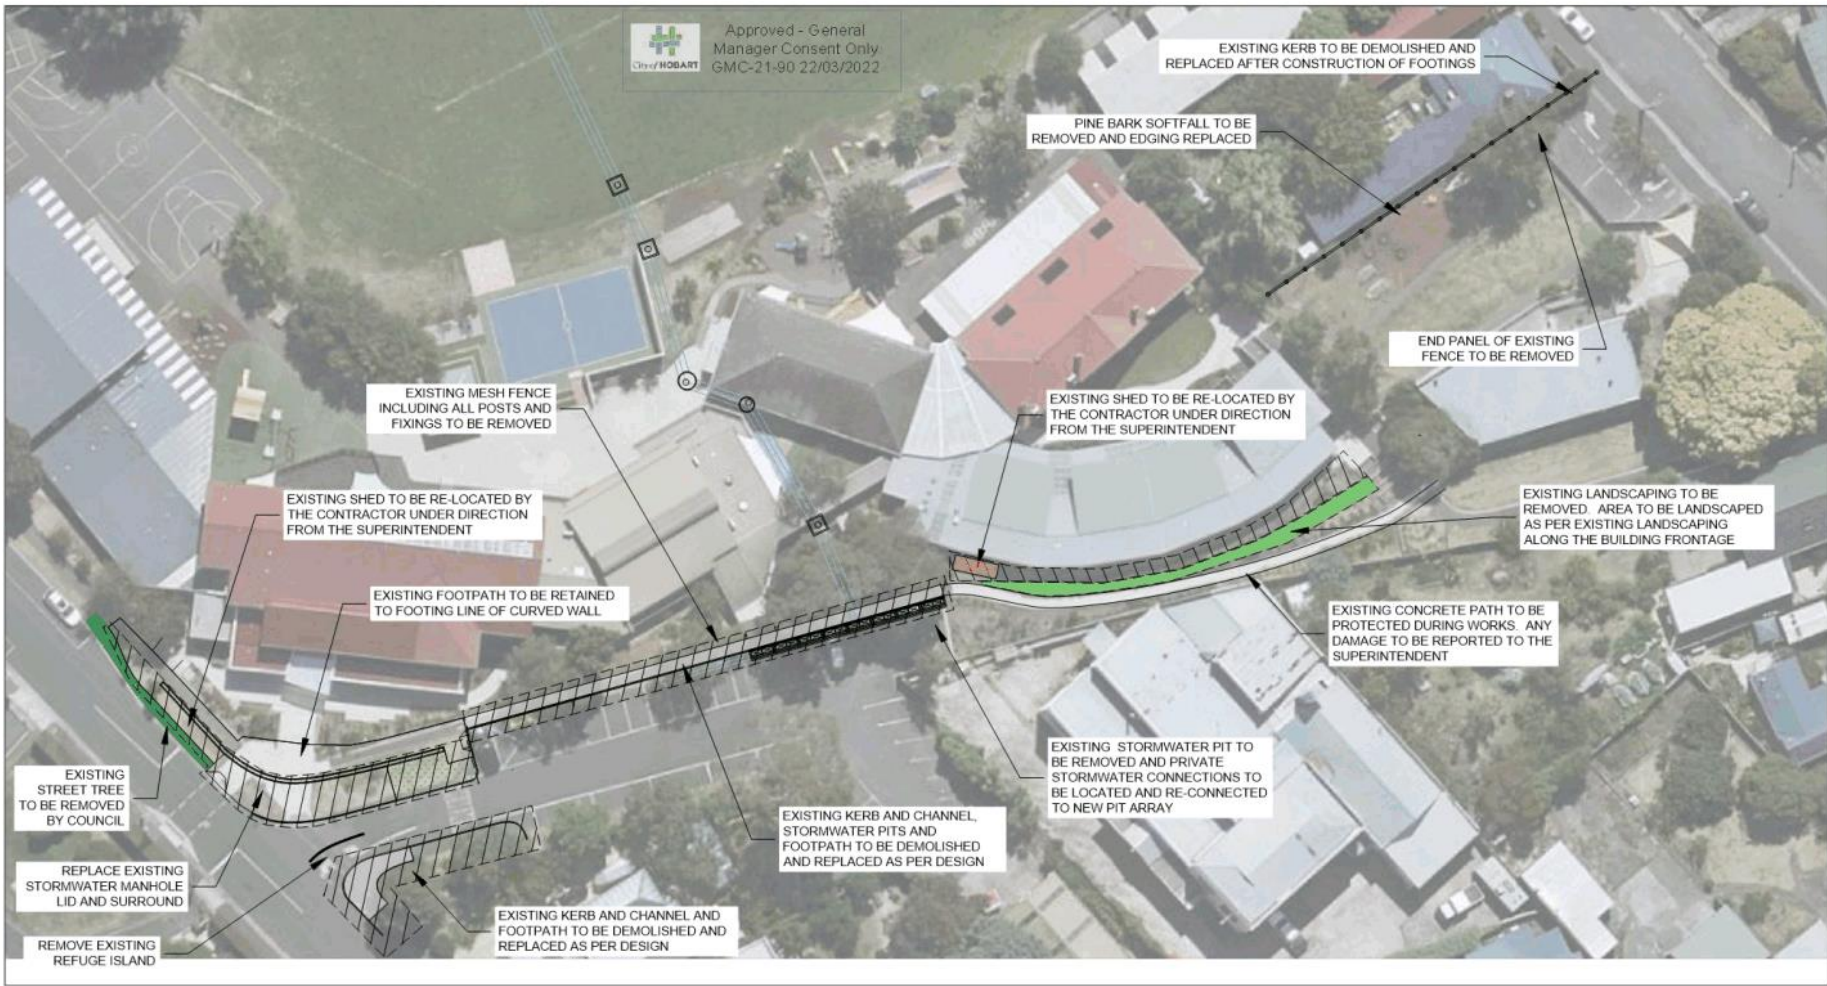 City of HOBART
Approved - General
Manager Consent Only
GMC-21-90 22/03/2022
EXISTING KERB TO BE DEMOLISHED AND
REPLACED AFTER CONSTRUCTION OF FOOTINGS
PINE BARK SOFTFALL TO BE
REMOVED AND EDGING REPLACED
END PANEL OF EXISTING
FENCE TO BE REMOVED
EXISTING MESH FENCE
INCLUDING ALL POSTS AND
FIXINGS TO BE REMOVED
EXISTING SHED TO BE RE-LOCATED BY
THE CONTRACTOR UNDER DIRECTION
FROM THE SUPERINTENDENT
EXISTING SHED TO BE RE-LOCATED BY
THE CONTRACTOR UNDER DIRECTION
FROM THE SUPERINTENDENT
EXISTING LANDSCAPING TO BE
REMOVED. AREA TO BE LANDSCAPED
AS PER EXISTING LANDSCAPING
ALONG THE BUILDING FRONTAGE
EXISTING FOOTPATH TO BE RETAINED
TO FOOTING LINE OF CURVED WALL
EXISTING CONCRETE PATH TO BE
PROTECTED DURING WORKS. ANY
DAMAGE TO BE REPORTED TO THE
SUPERINTENDENT
EXISTING STORMWATER PIT TO
BE REMOVED AND PRIVATE
STORMWATER CONNECTIONS TO
BE LOCATED AND RE-CONNECTED
TO NEW PIT ARRAY
EXISTING
STREET TREE
TO BE REMOVED
BY COUNCIL
EXISTING KERB AND CHANNEL,
STORMWATER PITS AND
FOOTPATH TO BE DEMOLISHED
AND REPLACED AS PER DESIGN
REPLACE EXISTING
STORMWATER MANHOLE
LID AND SURROUND
EXISTING KERB AND CHANNEL AND
FOOTPATH TO BE DEMOLISHED AND
REPLACED AS PER DESIGN
REMOVE EXISTING
REFUGE ISLAND